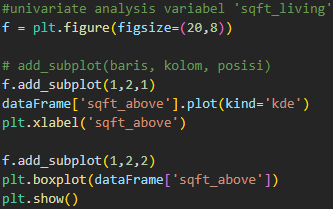 #univariate analysis variabel 'sqft_living'
f = plt.figure(figsize=(20,8))
# add_subplot(baris, kolom, posisi)
f.add_subplot(1,2,1)
dataFrame['sqft_above'].plot(kind='kde')
plt.xlabel('sqft_above')
f.add_subplot(1,2,2)
plt.boxplot(dataFrame['sqft_above'])
plt.show()